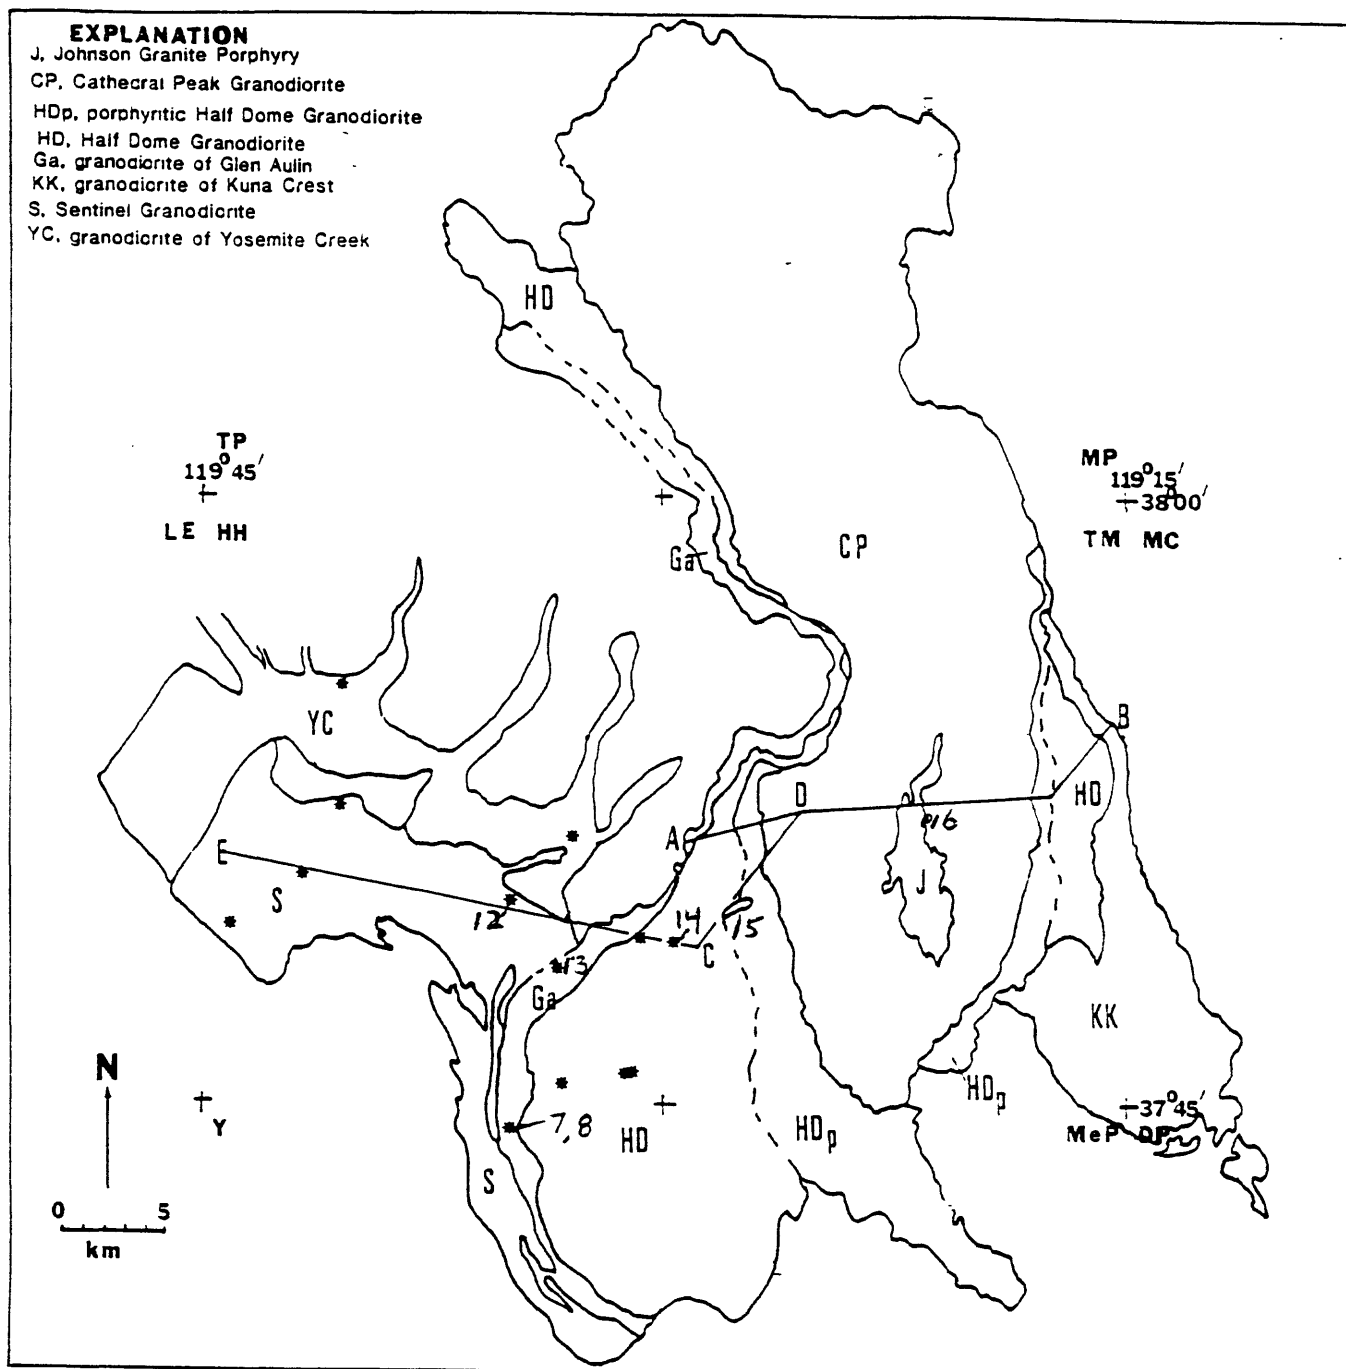 EXPLANATION
J, Johnson Granite Porphyry
CP, Cathecral Peak Granodiorite
HDp, porphyritic Half Dome Granodiorite
HD, Half Dome Granodiorite
Ga, granodiorite of Glen Aulin
KK, granodiorite of Kuna Crest
S, Sentinel Granodiorite
YC, granodiorite of Yosemite Creek
HD
TP
119°45'
MP
119°15'
38°00'
LE HH
TM MC
CP
Ga
YC
B
D
HD
A
16
E
J
S
12
14
15
C
13
Ga
KK
N
HDp
37°45'
Y
7,8
HD
HDp
MeP DP
S
0 5
km